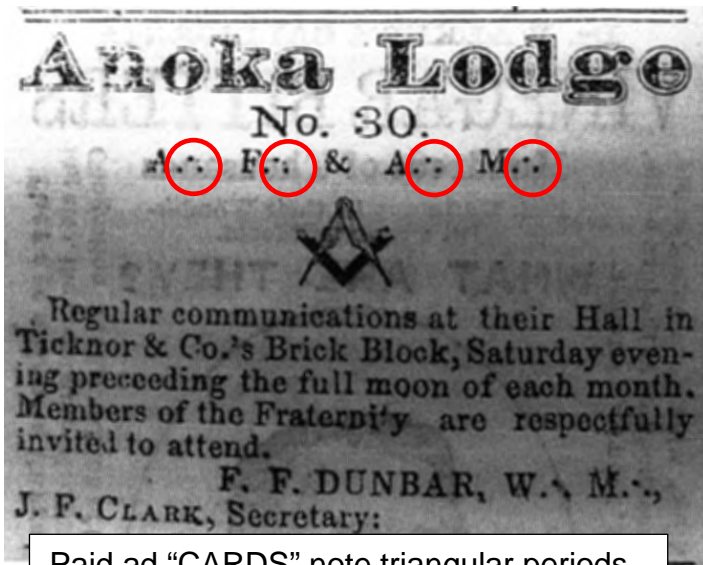 Anoka Lodge
No. 30.
A∴ F∴ & A∴ M∴
Regular communications at their Hall in
Ticknor & Co.'s Brick Block, Saturday even-
ing preceeding the full moon of each month.
Members of the Fraternity are respectfully
invited to attend.
F. F. DUNBAR, W∴ M∴,
J. F. CLARK, Secretary:
Paid ad “CARDS” note triangular periods